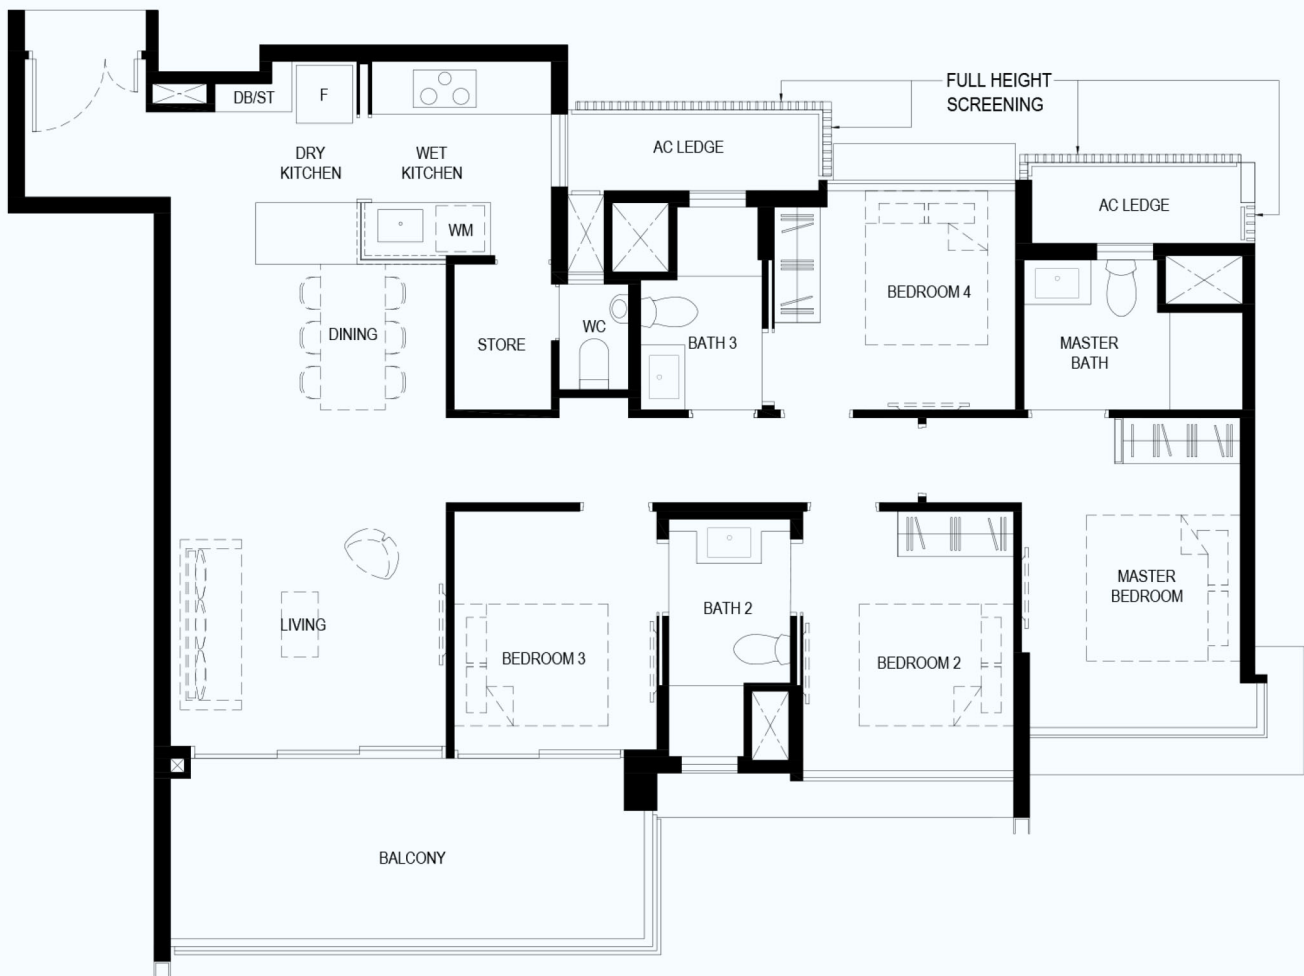 FULL HEIGHT
SCREENING
DB/ST
F
DRY
KITCHEN
WET
KITCHEN
AC LEDGE
AC LEDGE
WM
BEDROOM 4
DINING
STORE
WC
BATH 3
MASTER
BATH
LIVING
BEDROOM 3
BATH 2
BEDROOM 2
MASTER
BEDROOM
BALCONY